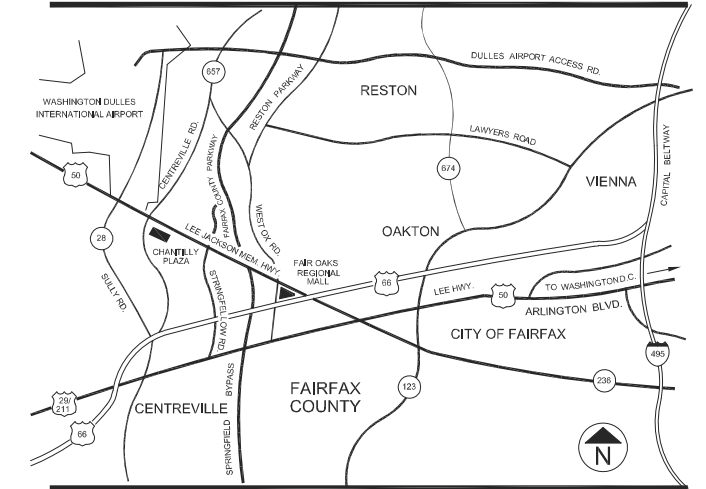 DULLES AIRPORT ACCESS RD.
657
RESTON PARKWAY
RESTON
WASHINGTON DULLES
INTERNATIONAL AIRPORT
CENTREVILLE RD.
FAIRFAX COUNTY PARKWAY
LAWYERS ROAD
CAPITAL BELTWAY
50
674
VIENNA
WEST OX RD.
28
LEE JACKSON MEM. HWY.
OAKTON
CHANTILLY
PLAZA
FAIR OAKS
REGIONAL
MALL
SULLY RD.
STRINGFELLOW RD.
66
LEE HWY.
50
TO WASHINGTON D.C.
ARLINGTON BLVD.
CITY OF FAIRFAX
495
29/
211
CENTREVILLE
SPRINGFIELD BYPASS
FAIRFAX
COUNTY
123
236
66
N